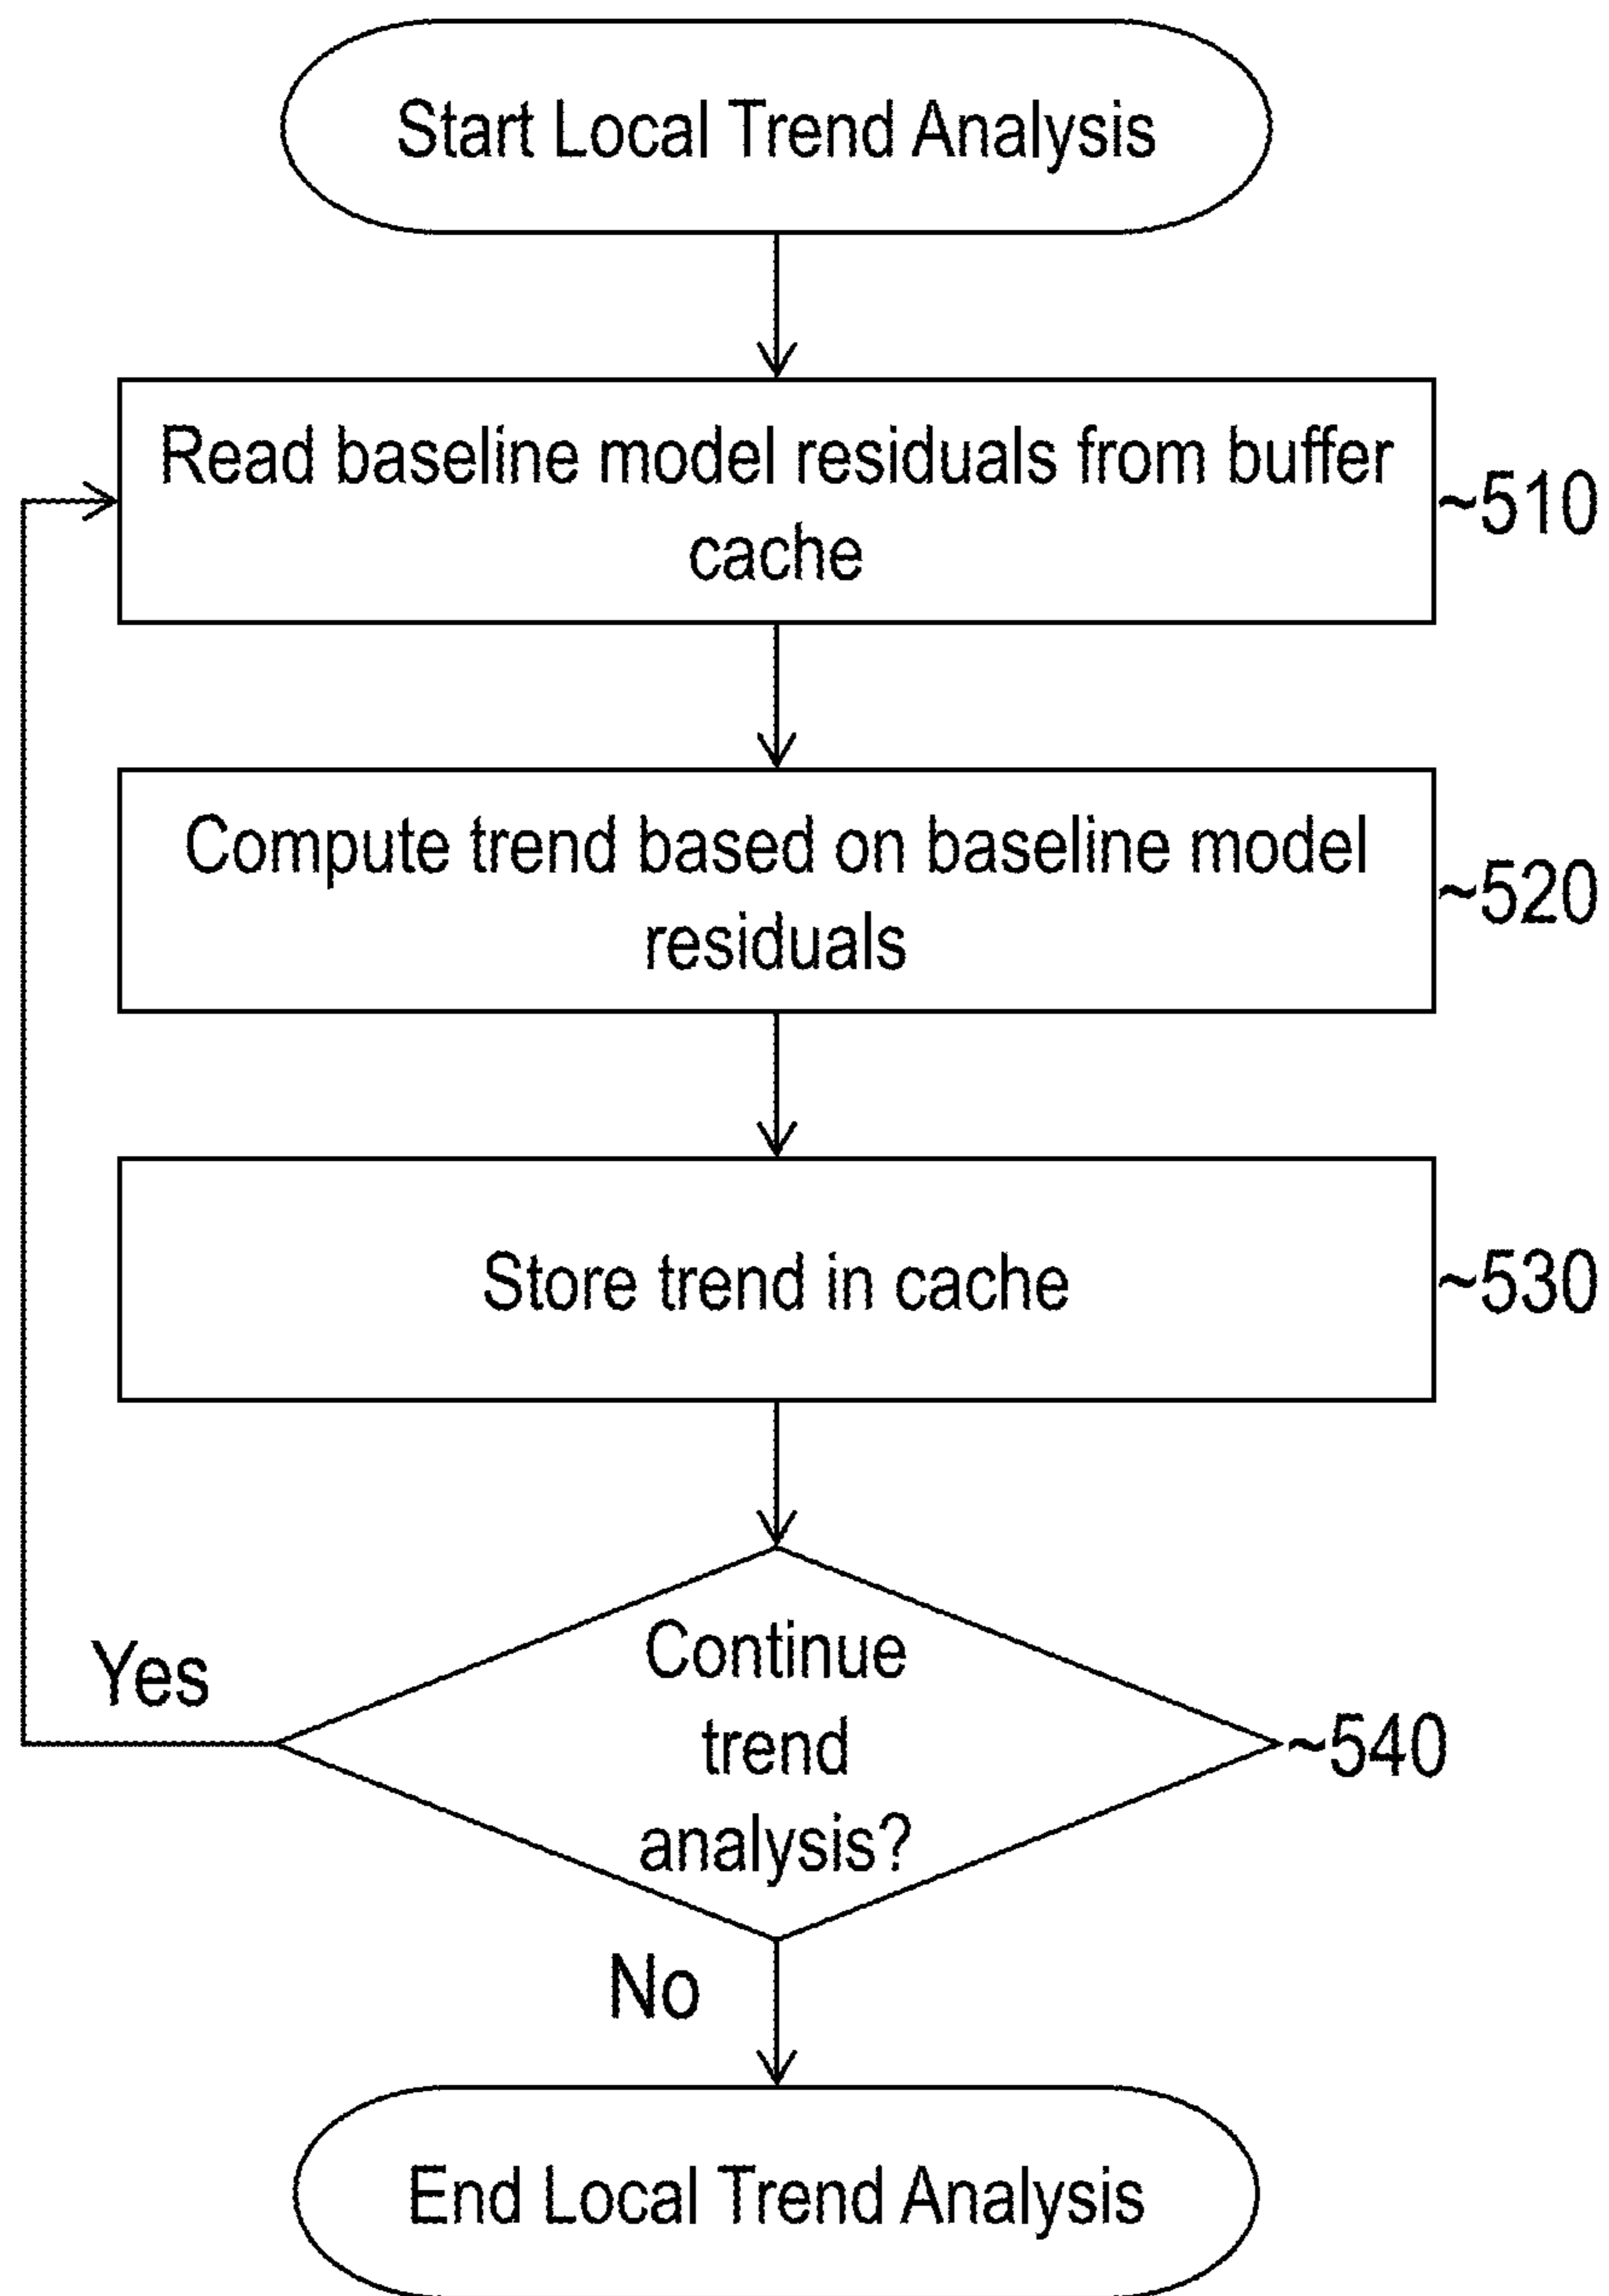 Start Local Trend Analysis
Read baseline model residuals from buffer
cache
~510
Compute trend based on baseline model
residuals
~520
Store trend in cache
~530
Continue
trend
analysis?
~540
Yes
No
End Local Trend Analysis